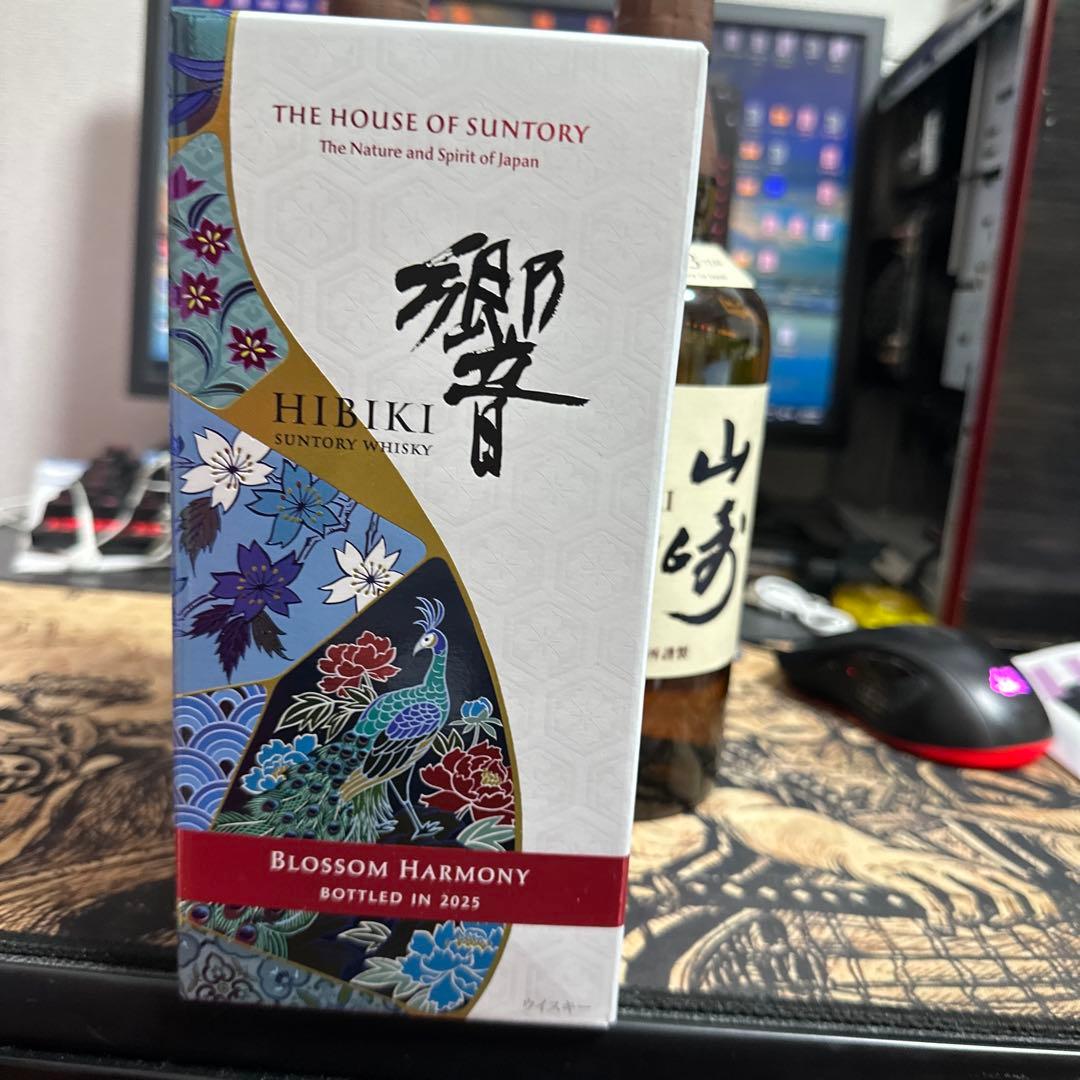 THE HOUSE OF SUNTORY
The Nature and Spirit of Japan
響
HIBIKI
SUNTORY WHISKY
BLOSSOM HARMONY
BOTTLED IN 2025
ウイスキー
山崎